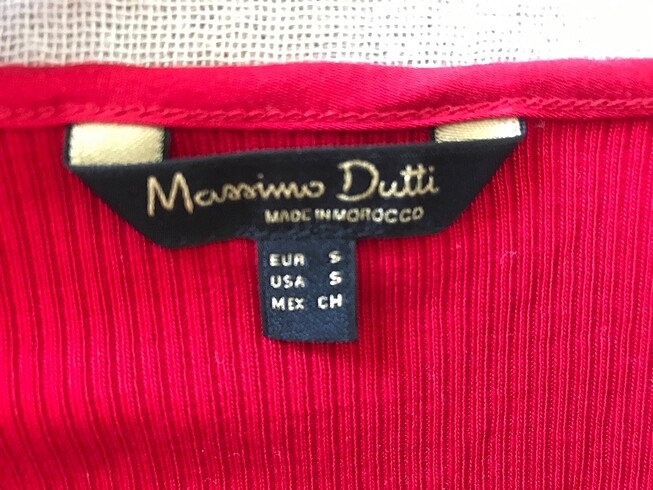 Massimo Dutti
MADE IN MOROCCO
EUR S
USA S
MEX CH